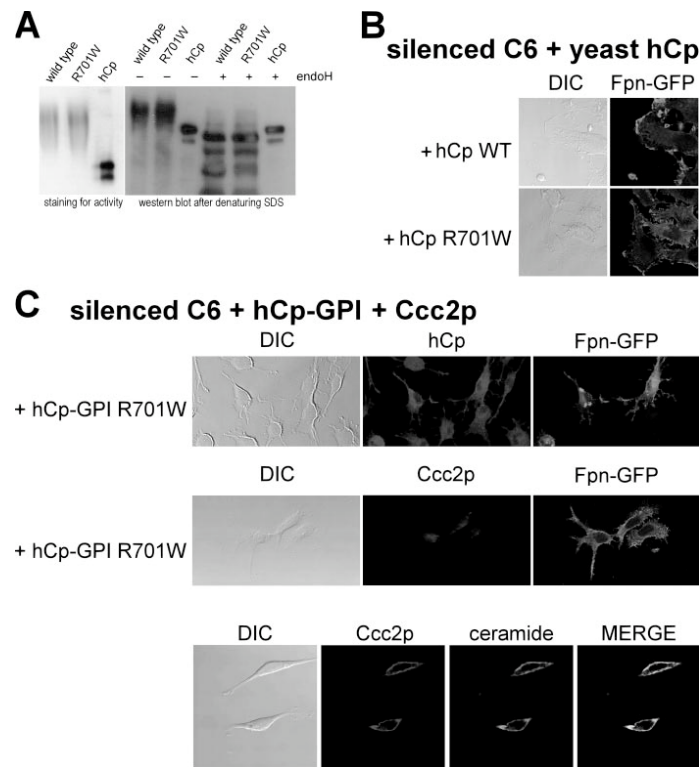 A
wild type
R701W
hCp
wild type
R701W
hCp
wild type
R701W
hCp
– – – + + + endoH
staining for activity
western blot after denaturing SDS
B
silenced C6 + yeast hCp
DIC Fpn-GFP
+ hCp WT
+ hCp R701W
C silenced C6 + hCp-GPI + Ccc2p
DIC hCp Fpn-GFP
+ hCp-GPI R701W
DIC Ccc2p Fpn-GFP
+ hCp-GPI R701W
DIC Ccc2p ceramide MERGE